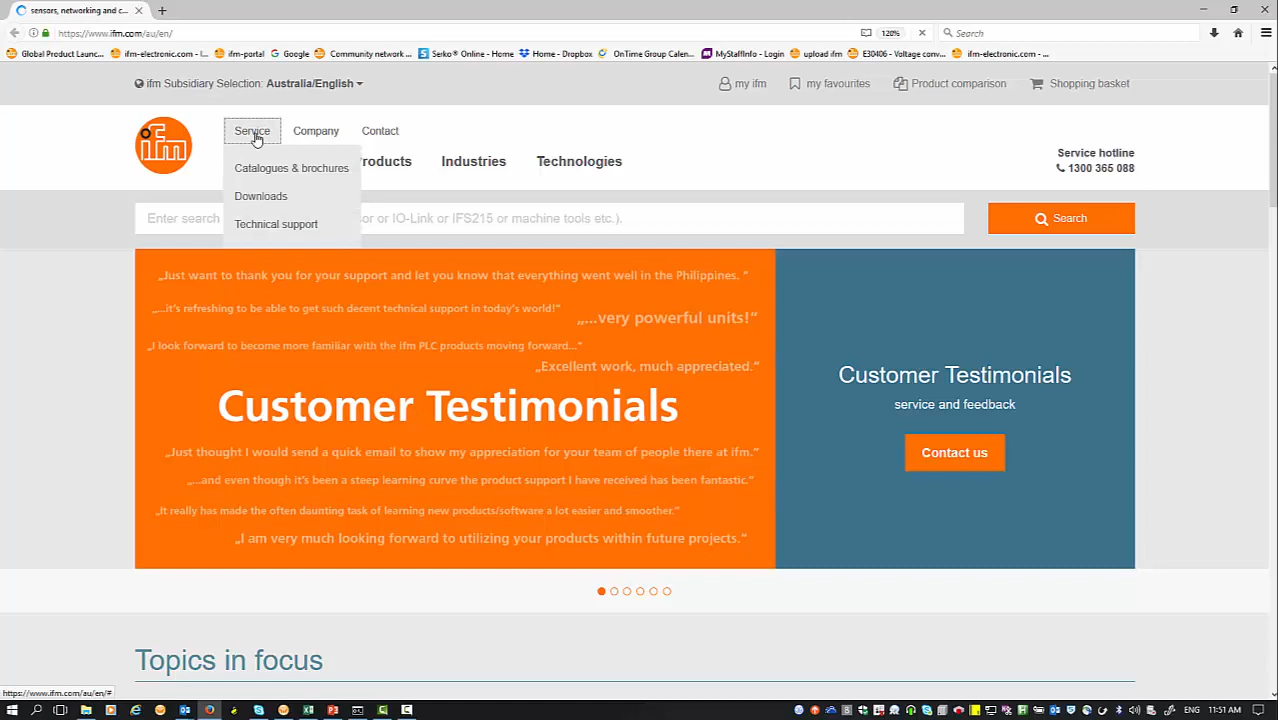 sensors, networking and c...
https://www.ifm.com/au/en/
120%
Search
Global Product Launc...
ifm-electronic.com - I...
ifm-portal
Google
Community network ...
Seiko® Online - Home
Home - Dropbox
OnTime Group Calen...
MyStaffInfo - Login
upload ifm
E30406 - Voltage conv...
ifm-electronic.com - ...
ifm Subsidiary Selection: Australia/English
my ifm
my favourites
Product comparison
Shopping basket
ifm
Service
Company
Contact
Catalogues & brochures
Downloads
Technical support
roducts
Industries
Technologies
Service hotline
1300 365 088
Enter search
or or IO-Link or IFS215 or machine tools etc.).
Search
„Just want to thank you for your support and let you know that everything went well in the Philippines. “
„...it's refreshing to be able to get such decent technical support in today's world!“
„...very powerful units!“
„I look forward to become more familiar with the ifm PLC products moving forward...“
„Excellent work, much appreciated.“
Customer Testimonials
„Just thought I would send a quick email to show my appreciation for your team of people there at ifm.“
„...and even though it's been a steep learning curve the product support I have received has been fantastic.“
„It really has made the often daunting task of learning new products/software a lot easier and smoother.“
„I am very much looking forward to utilizing your products within future projects.“
Customer Testimonials
service and feedback
Contact us
Topics in focus
https://www.ifm.com/au/en/#
11:51 AM